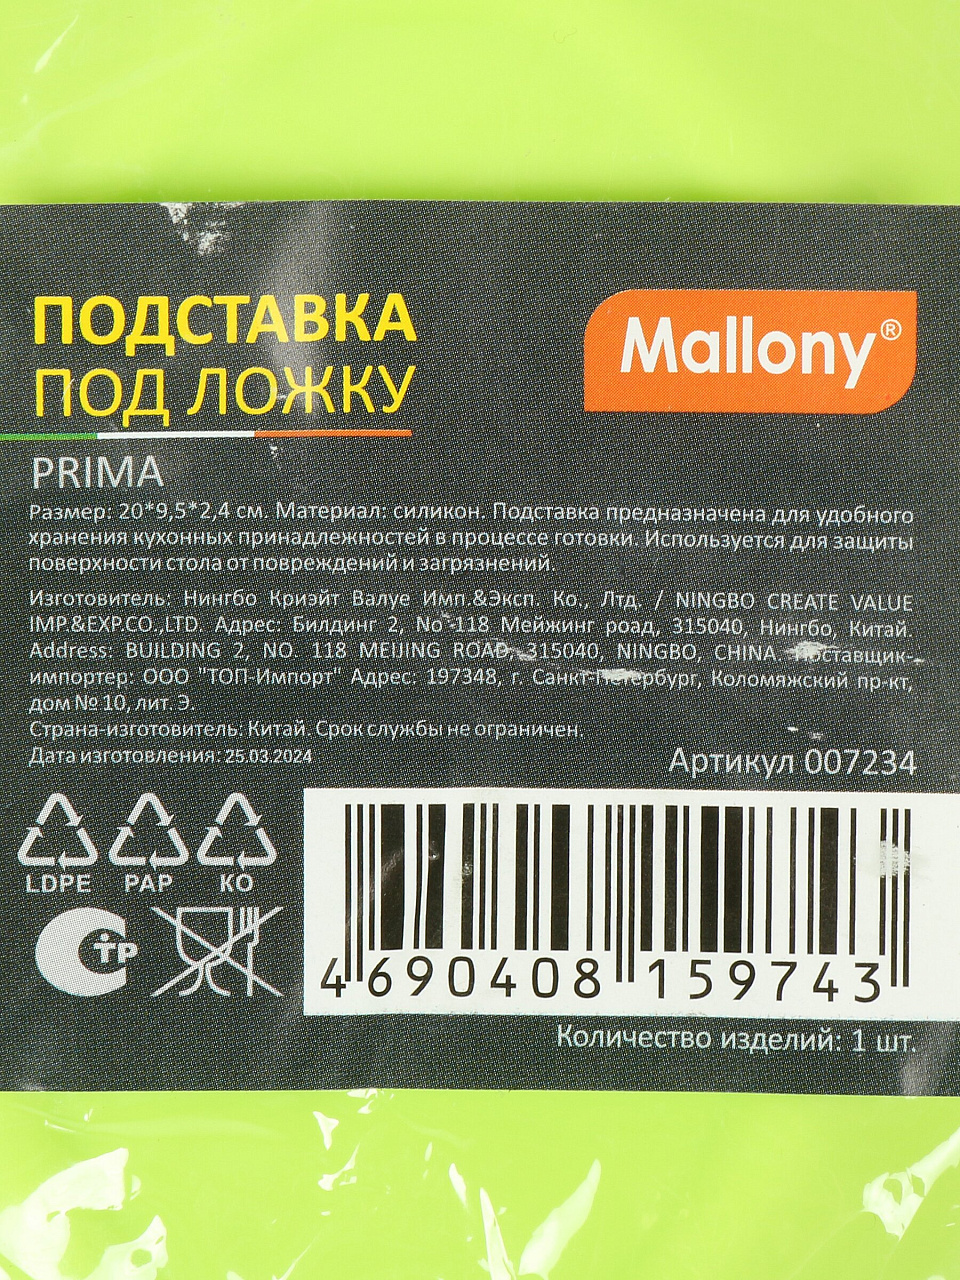 ПОДСТАВКА
ПОД ЛОЖКУ
Mallony®
PRIMA
Размер: 20*9,5*2,4 см. Материал: силикон. Подставка предназначена для удобного
хранения кухонных принадлежностей в процессе готовки. Используется для защиты
поверхности стола от повреждений и загрязнений.
Изготовитель: Нингбо Криэйт Валуе Имп.&Эксп. Ко., Лтд. / NINGBO CREATE VALUE
IMP.&EXP.CO.,LTD. Адрес: Билдинг 2, No 118 Мейжинг роад, 315040, Нингбо, Китай.
Address: BUILDING 2, NO. 118 MEIJING ROAD, 315040, NINGBO, CHINA. Поставщик-
импортер: ООО "ТОП-Импорт" Адрес: 197348, г. Санкт-Петербург, Коломяжский пр-кт,
дом № 10, лит. Э.
Страна-изготовитель: Китай. Срок службы не ограничен.
Дата изготовления: 25.03.2024
Артикул 007234
LDPE PAP КО
СТР
4 690408 159743
Количество изделий: 1 шт.